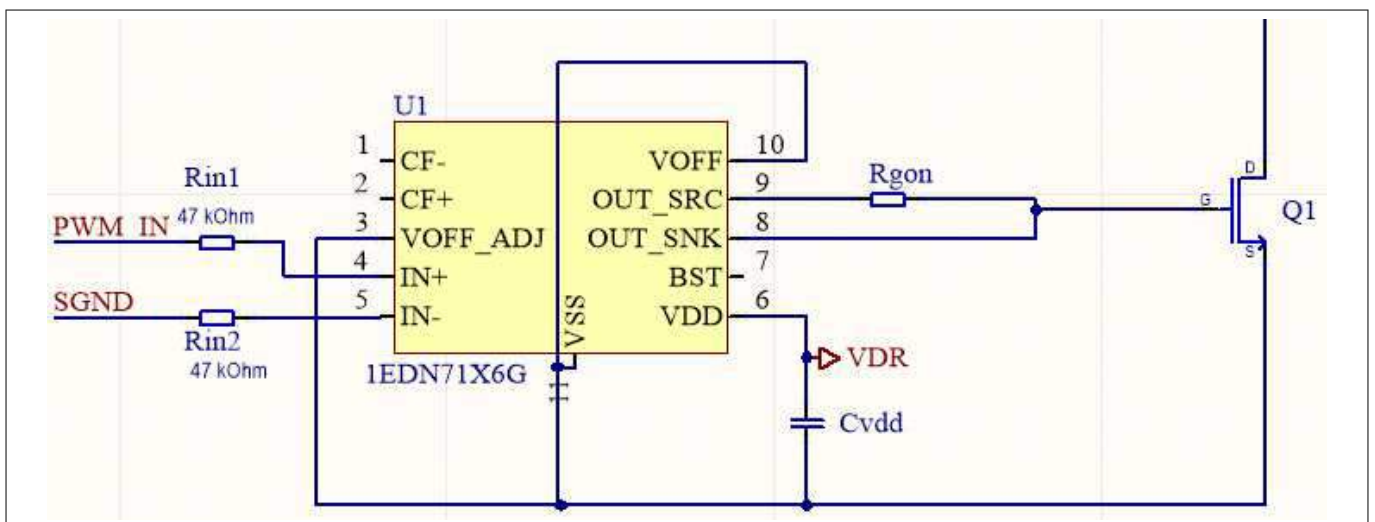 U1
1
CF-
VOFF
10
2
CF+
OUT_SRC
9
Rgon
3
VOFF_ADJ
OUT_SNK
8
4
IN+
BST
7
5
IN-
VDD
6
VSS
11
1EDN71X6G
Rin1
47 kOhm
PWM_IN
SGND
Rin2
47 kOhm
VDR
Cvdd
D
G
S
Q1